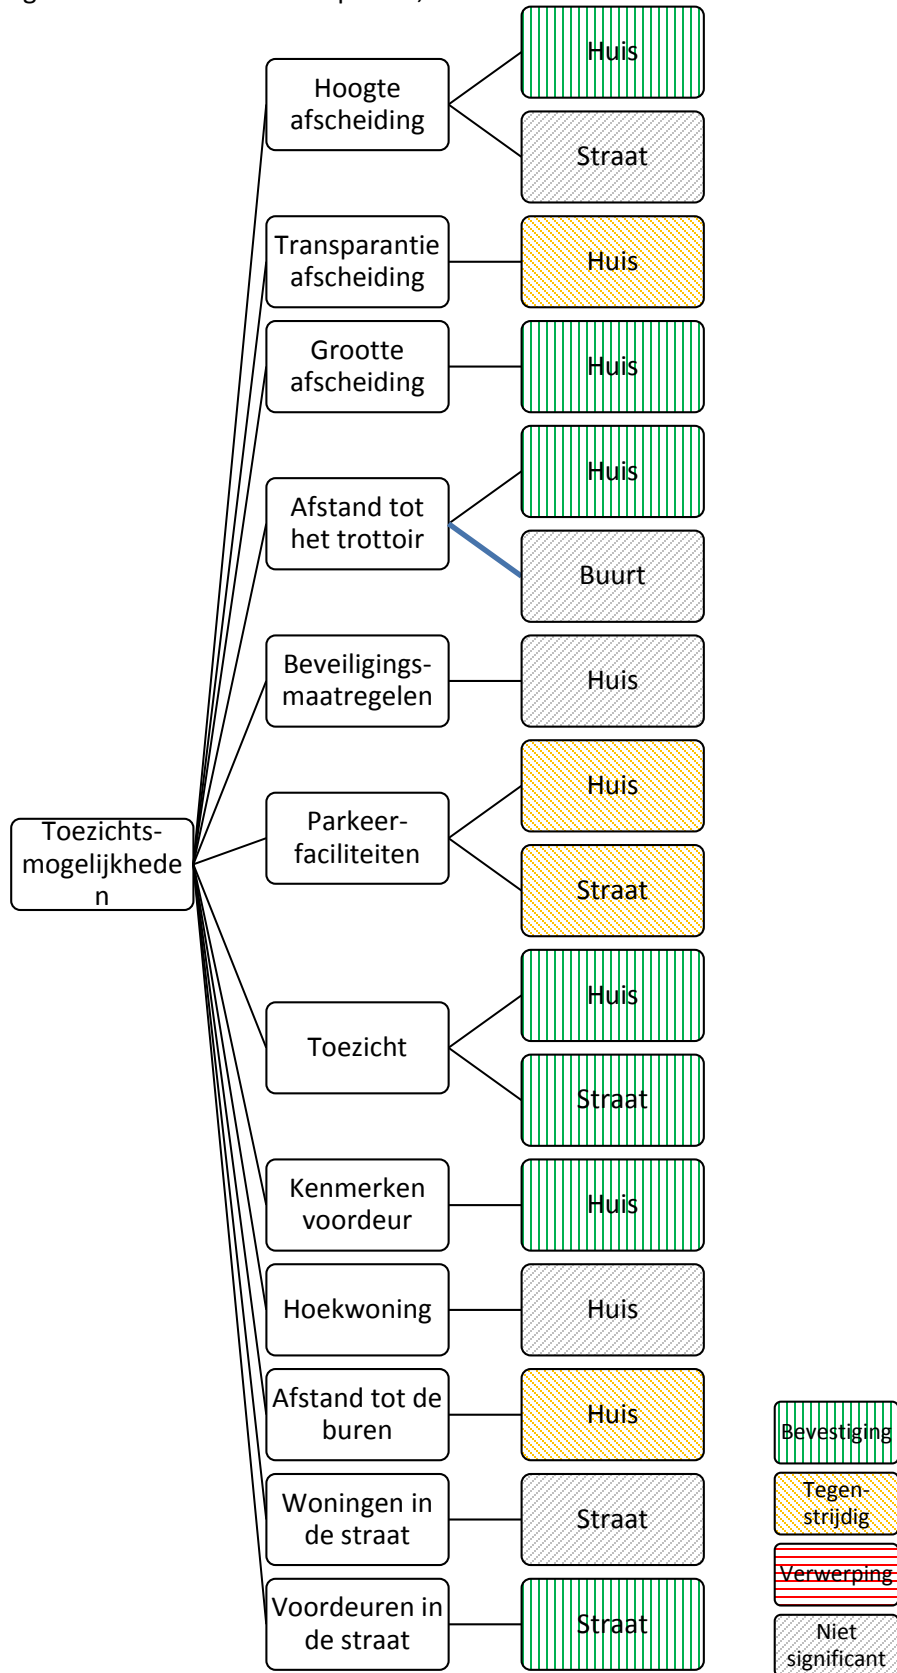 Hoogte
afscheiding
Huis
Straat
Transparantie
afscheiding
Huis
Grootte
afscheiding
Huis
Afstand tot
het trottoir
Huis
Buurt
Beveiligings-
maatregelen
Huis
Parkeer-
faciliteiten
Huis
Straat
Toezichts-
mogelijkhede
n
Toezicht
Huis
Straat
Kenmerken
voordeur
Huis
Hoekwoning
Huis
Afstand tot de
buren
Huis
Woningen in
de straat
Straat
Voordeuren in
de straat
Straat
Bevestiging
Tegen-
strijdig
Verwerping
Niet
significant